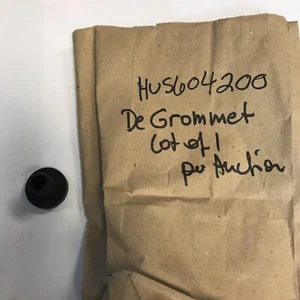 HUS604200
De Grommet
Lot of 1
per Auction